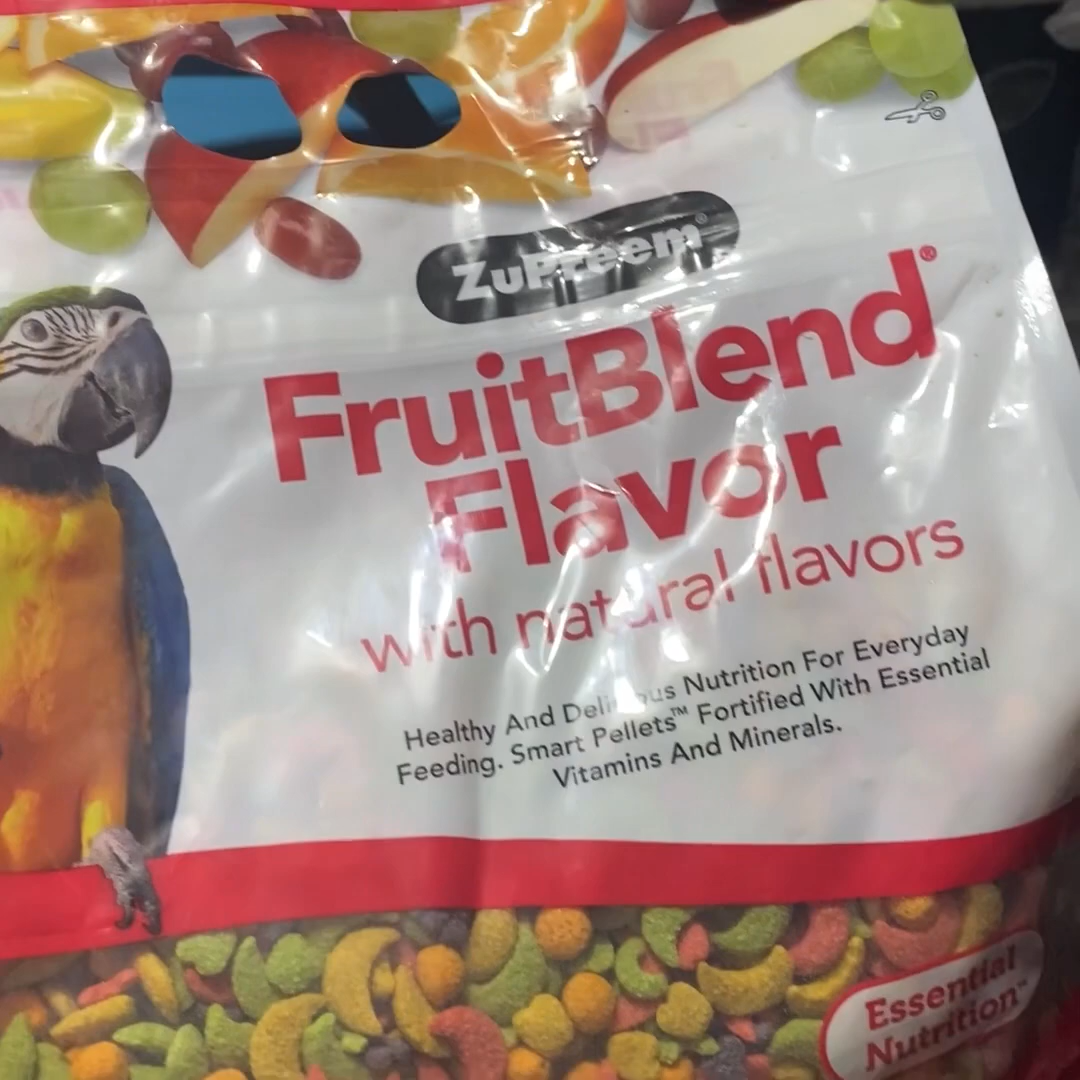 ZuPreem®
FruitBlend®
Flavor
with natural flavors
Healthy And Delicious Nutrition For Everyday
Feeding. Smart Pellets™ Fortified With Essential
Vitamins And Minerals.
Essential
Nutrition™